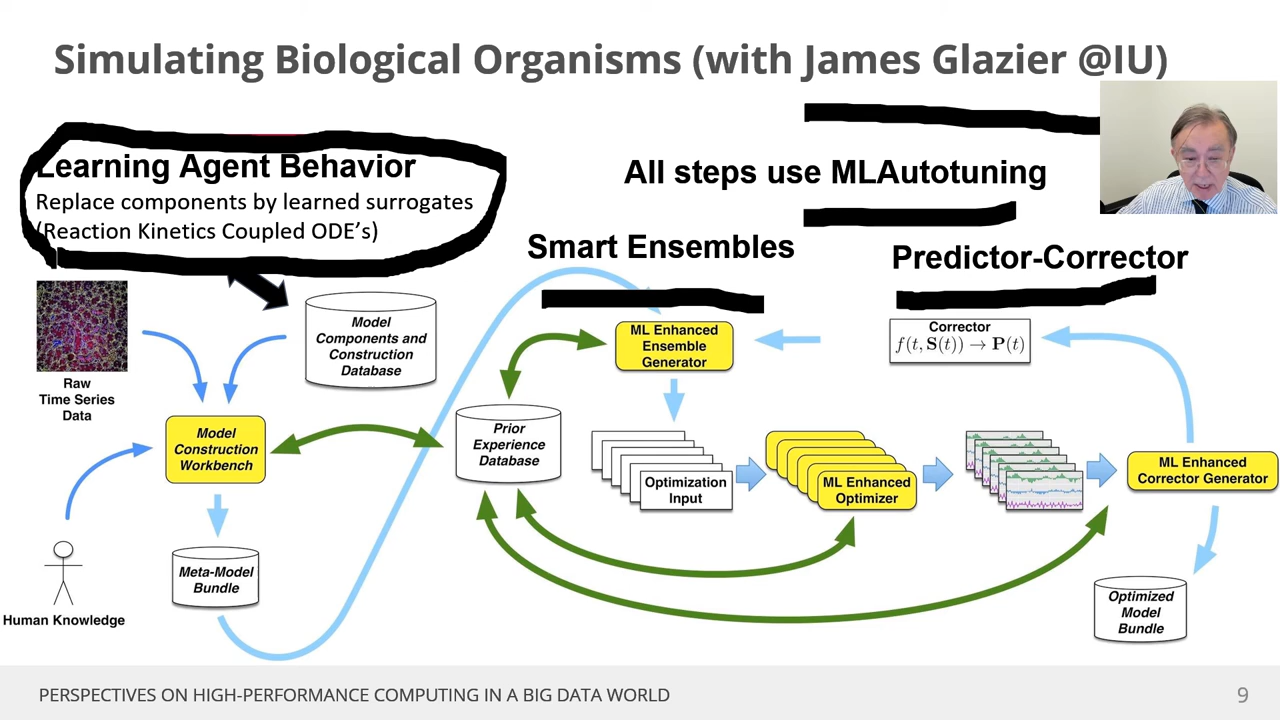 Simulating Biological Organisms (with James Glazier @IU)
Learning Agent Behavior
Replace components by learned surrogates
(Reaction Kinetics Coupled ODE's)
All steps use MLAutotuning
Smart Ensembles
Predictor-Corrector
Raw
Time Series
Data
Model
Components and
Construction
Database
ML Enhanced
Ensemble
Generator
Corrector
f(t, S(t)) → P(t)
Model
Construction
Workbench
Prior
Experience
Database
Optimization
Input
ML Enhanced
Optimizer
ML Enhanced
Corrector Generator
Human Knowledge
Meta-Model
Bundle
Optimized
Model
Bundle
PERSPECTIVES ON HIGH-PERFORMANCE COMPUTING IN A BIG DATA WORLD
9